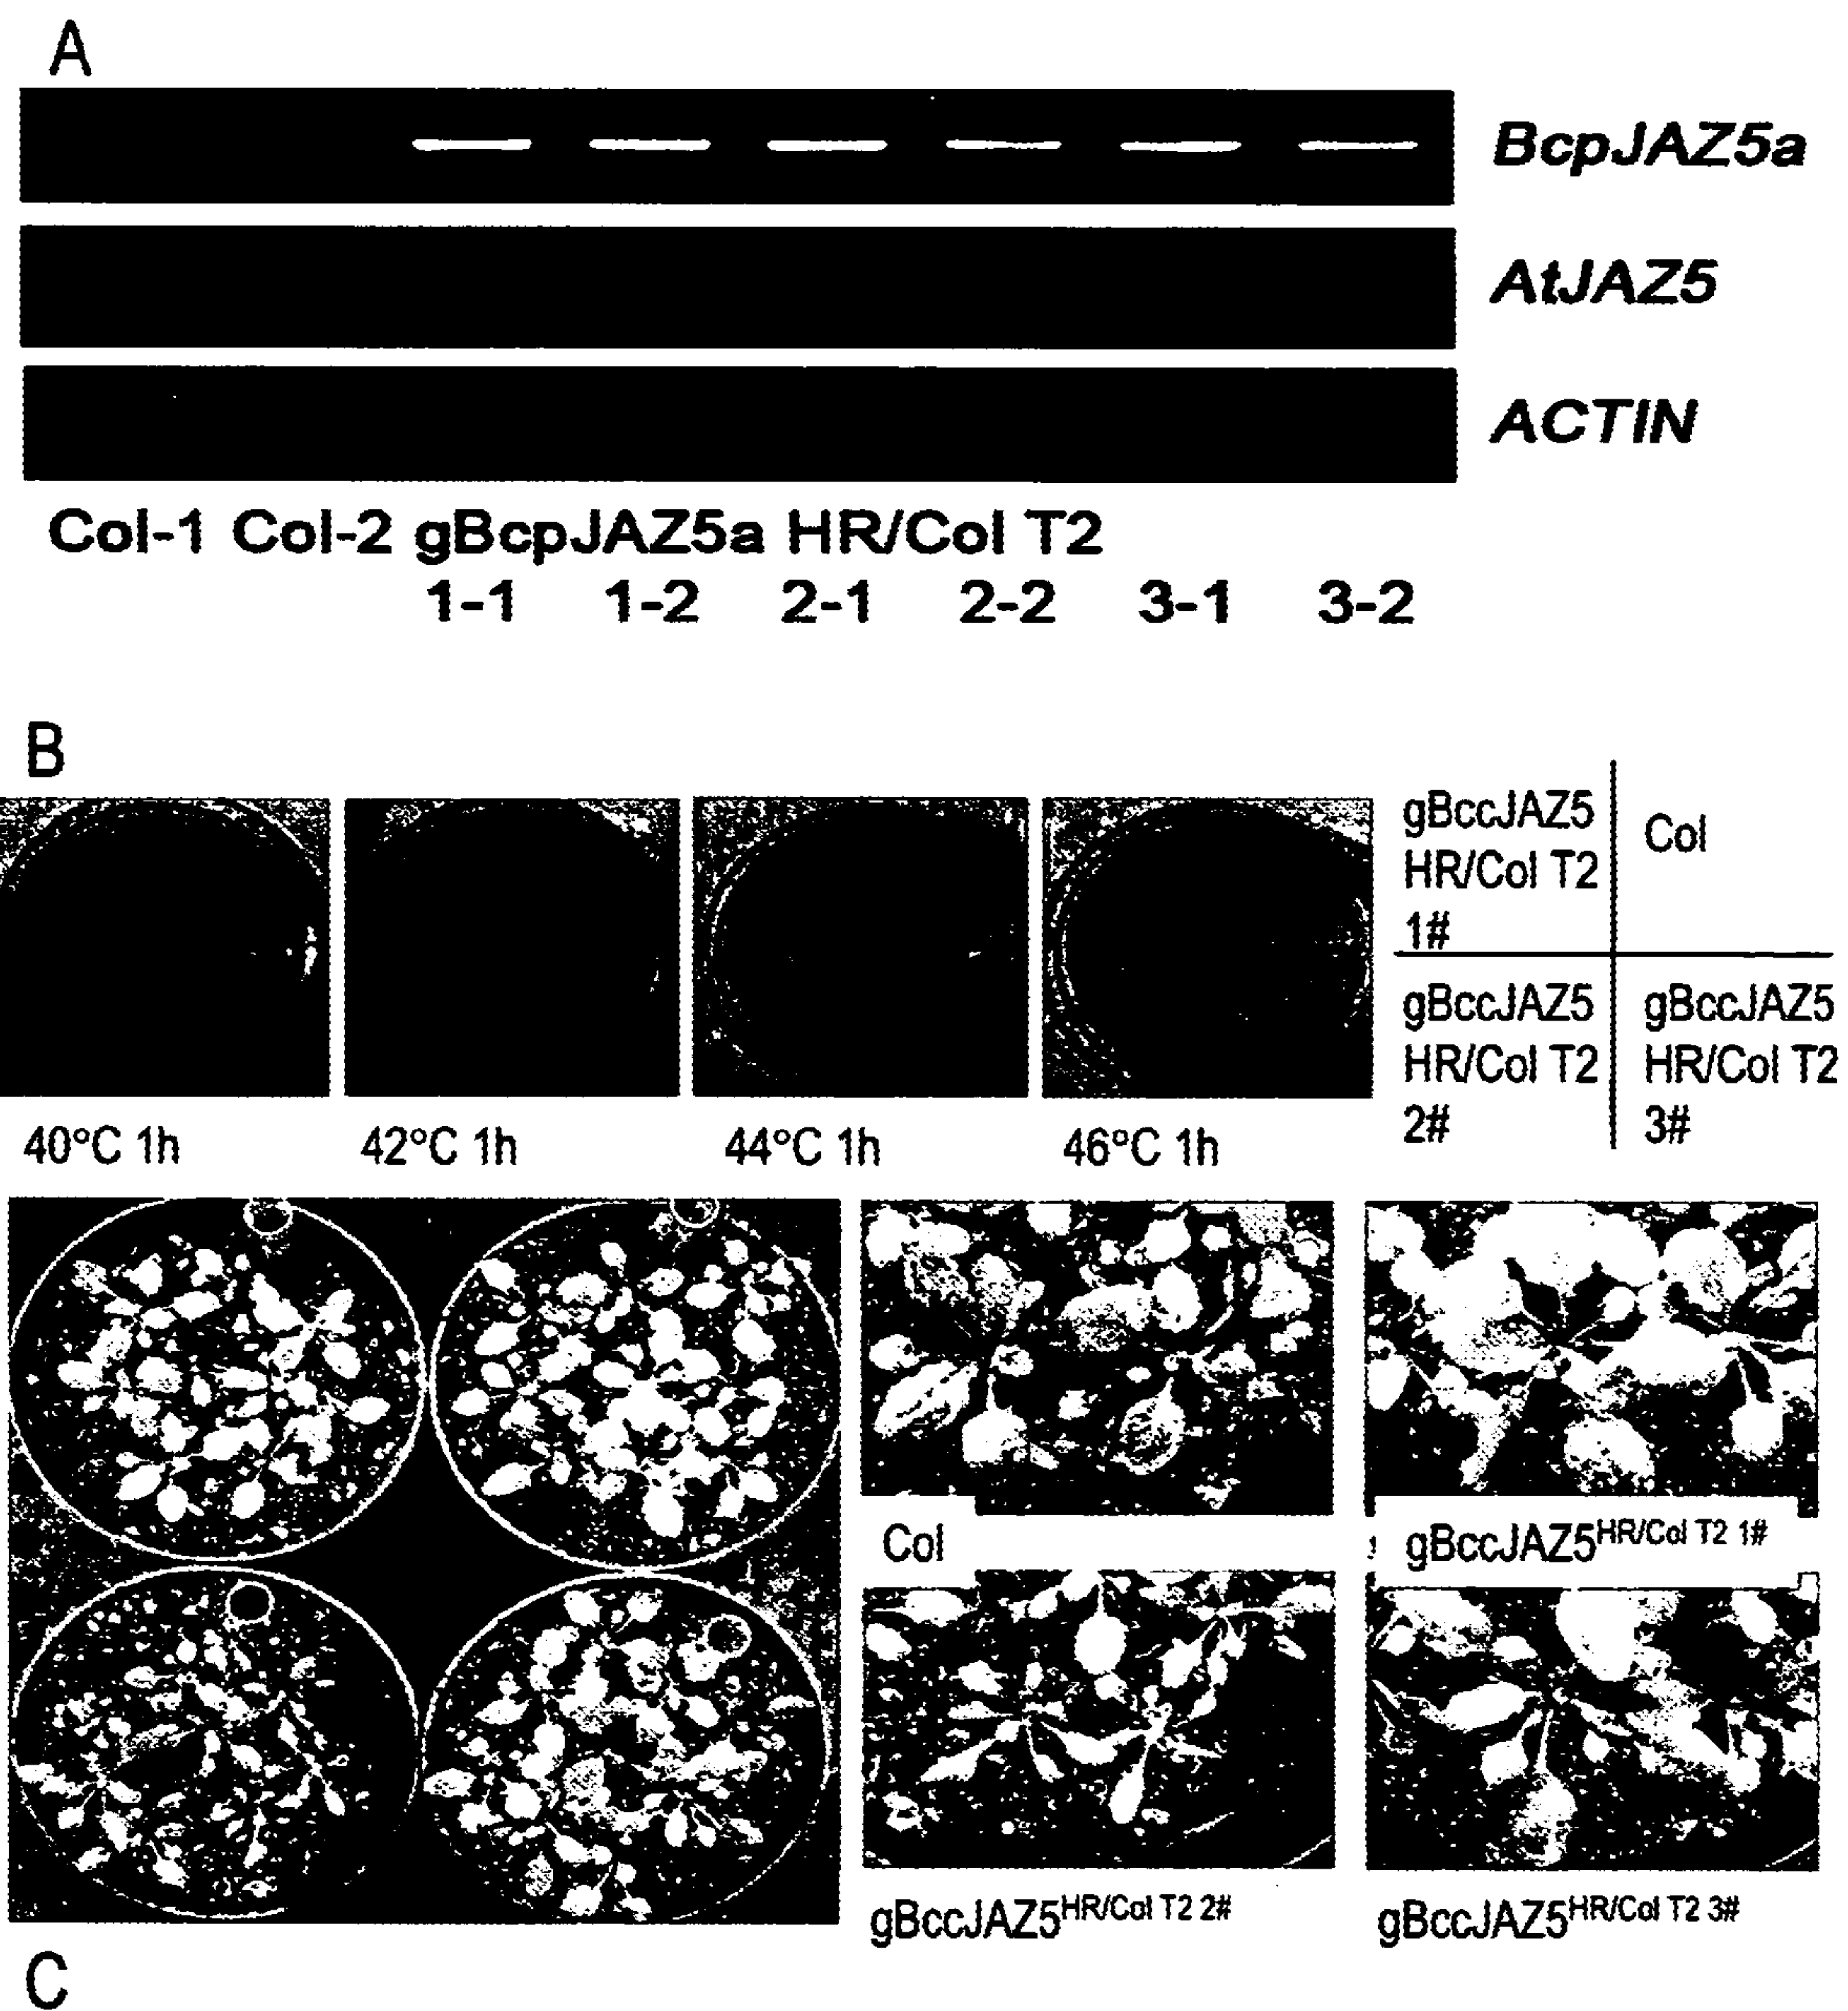 A
BcpJAZ5a
AtJAZ5
ACTIN
Col-1 Col-2 gBcpJAZ5a HR/Col T2
1-1 1-2 2-1 2-2 3-1 3-2
B
gBccJAZ5
HR/Col T2
1#
Col
gBccJAZ5
HR/Col T2
2#
gBccJAZ5
HR/Col T2
3#
40°C 1h
42°C 1h
44°C 1h
46°C 1h
Col
gBccJAZ5HR/Col T2 1#
gBccJAZ5HR/Col T2 2#
gBccJAZ5HR/Col T2 3#
C